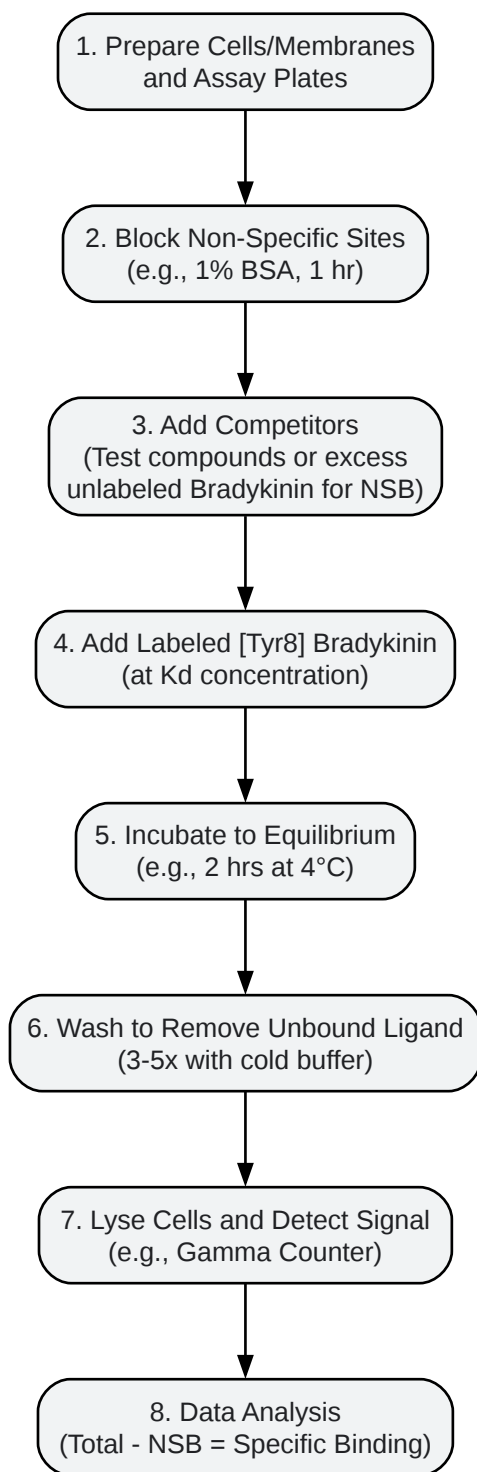 1. Prepare Cells/Membranes
and Assay Plates
2. Block Non-Specific Sites
(e.g., 1% BSA, 1 hr)
3. Add Competitors
(Test compounds or excess
unlabeled Bradykinin for NSB)
4. Add Labeled [Tyr8] Bradykinin
(at Kd concentration)
5. Incubate to Equilibrium
(e.g., 2 hrs at 4°C)
6. Wash to Remove Unbound Ligand
(3-5x with cold buffer)
7. Lyse Cells and Detect Signal
(e.g., Gamma Counter)
8. Data Analysis
(Total - NSB = Specific Binding)